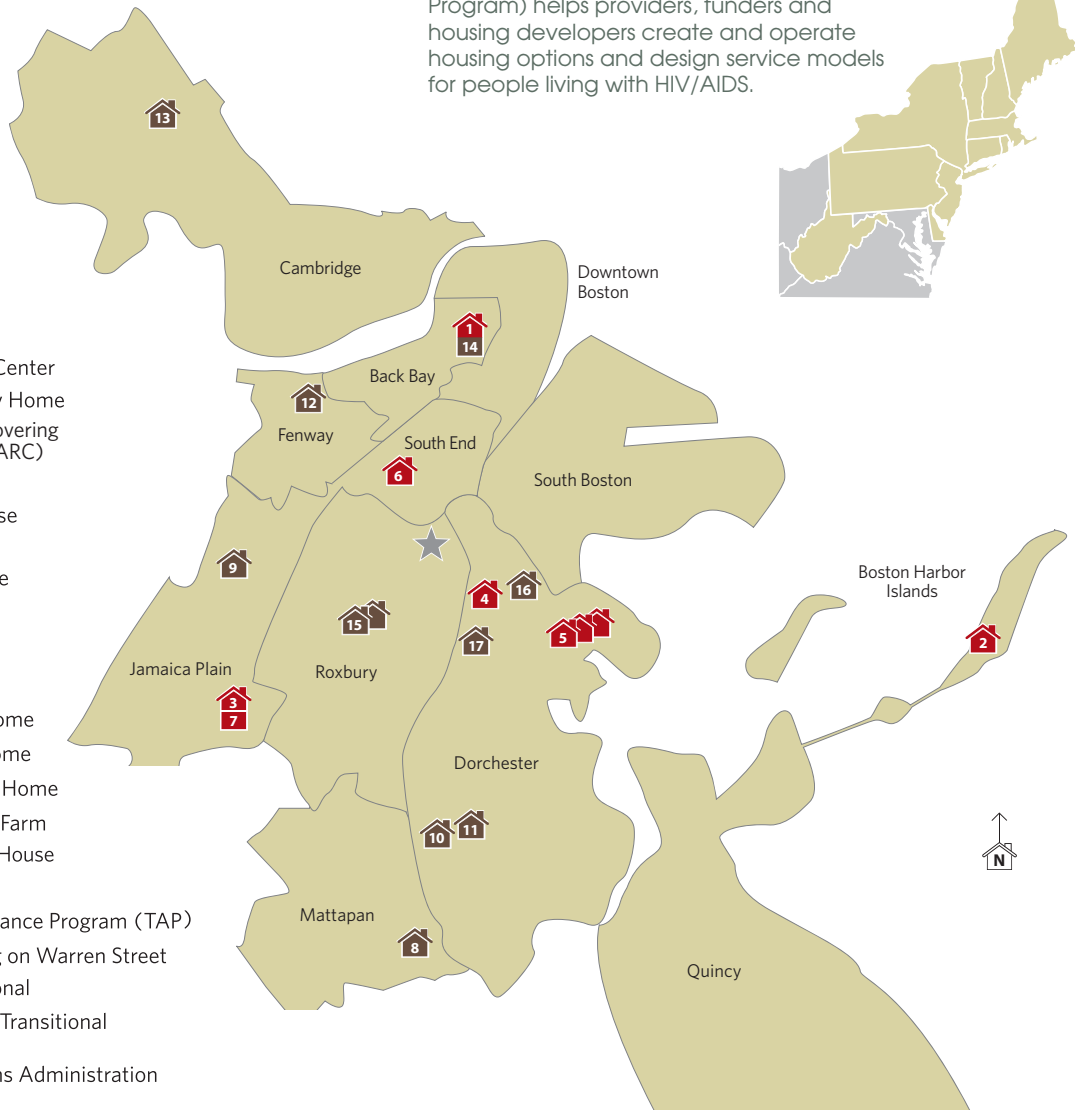 Program) helps providers, funders and
housing developers create and operate
housing options and design service models
for people living with HIV/AIDS.
13
Cambridge
Downtown
Boston
1
14
Center
Back Bay
12
Home
overing
Fenway
South End
ARC)
6
South Boston
se
9
Boston Harbor
Islands
e
4
16
15
5
17
2
Jamaica Plain
Roxbury
3
7
ome
ome
Dorchester
Home
Farm
10
11
House
N
Mattapan
ance Program (TAP)
8
g on Warren Street
Quincy
onal
Transitional
ns Administration